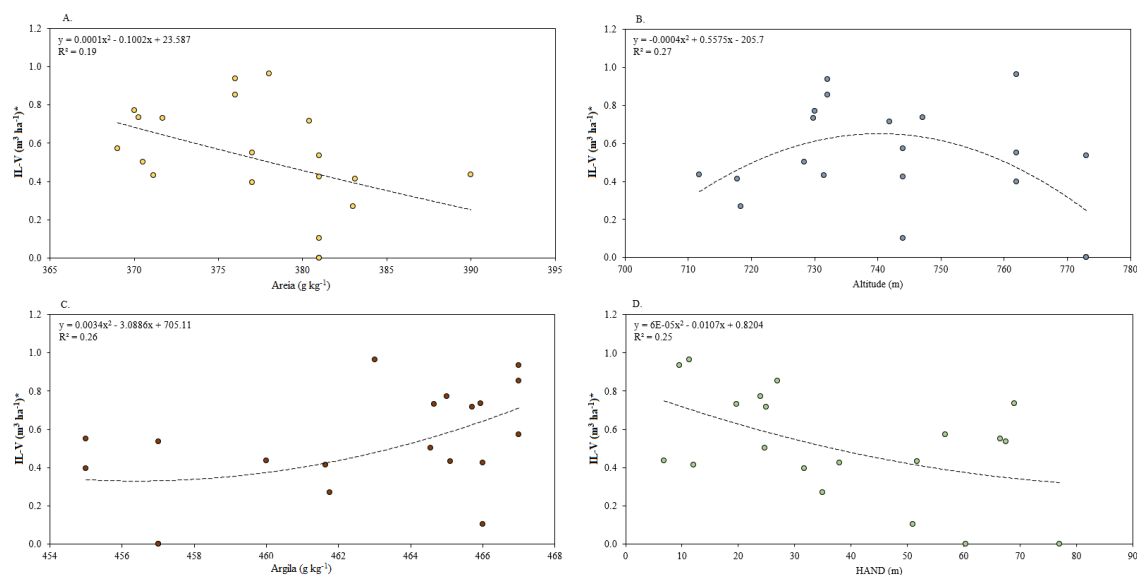 A.
y = 0.0001x² - 0.1002x + 23.587
R² = 0.19
IL-V (m³ ha⁻¹)*
1.2
1.0
0.8
0.6
0.4
0.2
0.0
365 370 375 380 385 390 395
Areia (g kg⁻¹)
B.
y = -0.0004x² + 0.5575x - 205.7
R² = 0.27
IL-V (m³ ha⁻¹)*
1.2
1.0
0.8
0.6
0.4
0.2
0.0
700 710 720 730 740 750 760 770 780
Altitude (m)
C.
y = 0.0034x² - 3.0886x + 705.11
R² = 0.26
IL-V (m³ ha⁻¹)*
1.2
1.0
0.8
0.6
0.4
0.2
0.0
454 456 458 460 462 464 466 468
Argila (g kg⁻¹)
D.
y = 6E-05x² - 0.0107x + 0.8204
R² = 0.25
IL-V (m³ ha⁻¹)*
1.2
1.0
0.8
0.6
0.4
0.2
0.0
0 10 20 30 40 50 60 70 80 90
HAND (m)